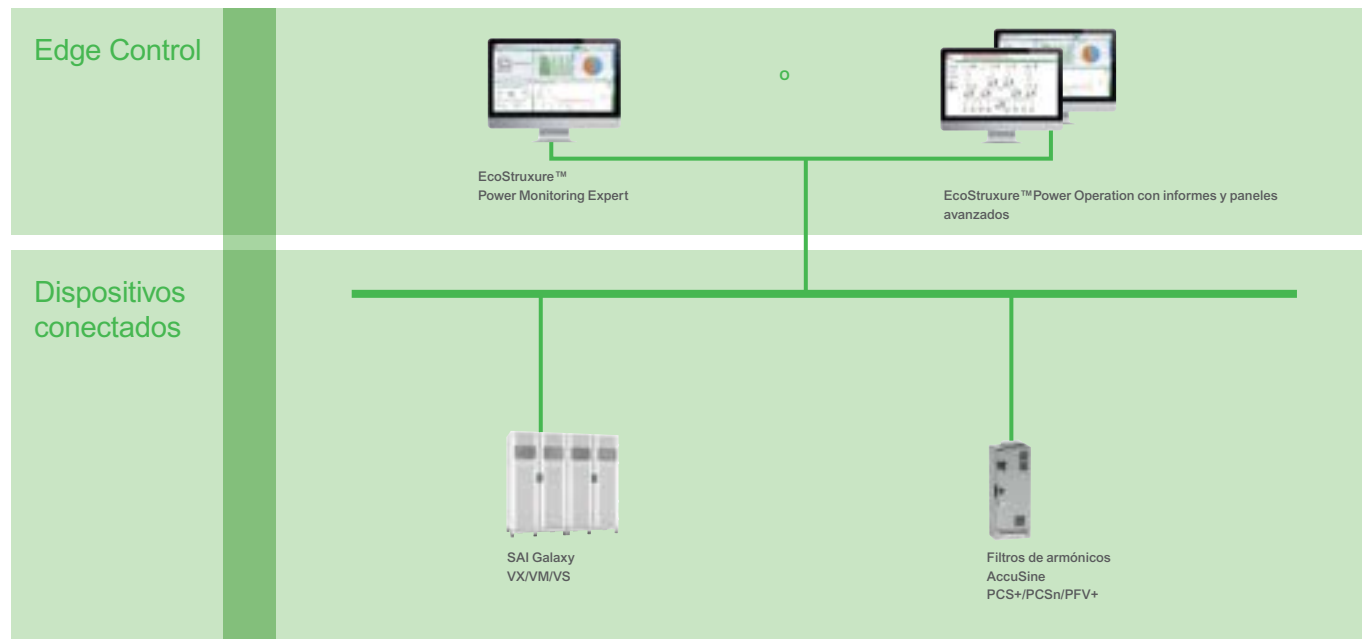 Edge Control
o
EcoStruxure™
Power Monitoring Expert
EcoStruxure™Power Operation con informes y paneles
avanzados
Dispositivos
conectados
SAI Galaxy
VX/VM/VS
Filtros de armónicos
AccuSine
PCS+/PCSn/PFV+